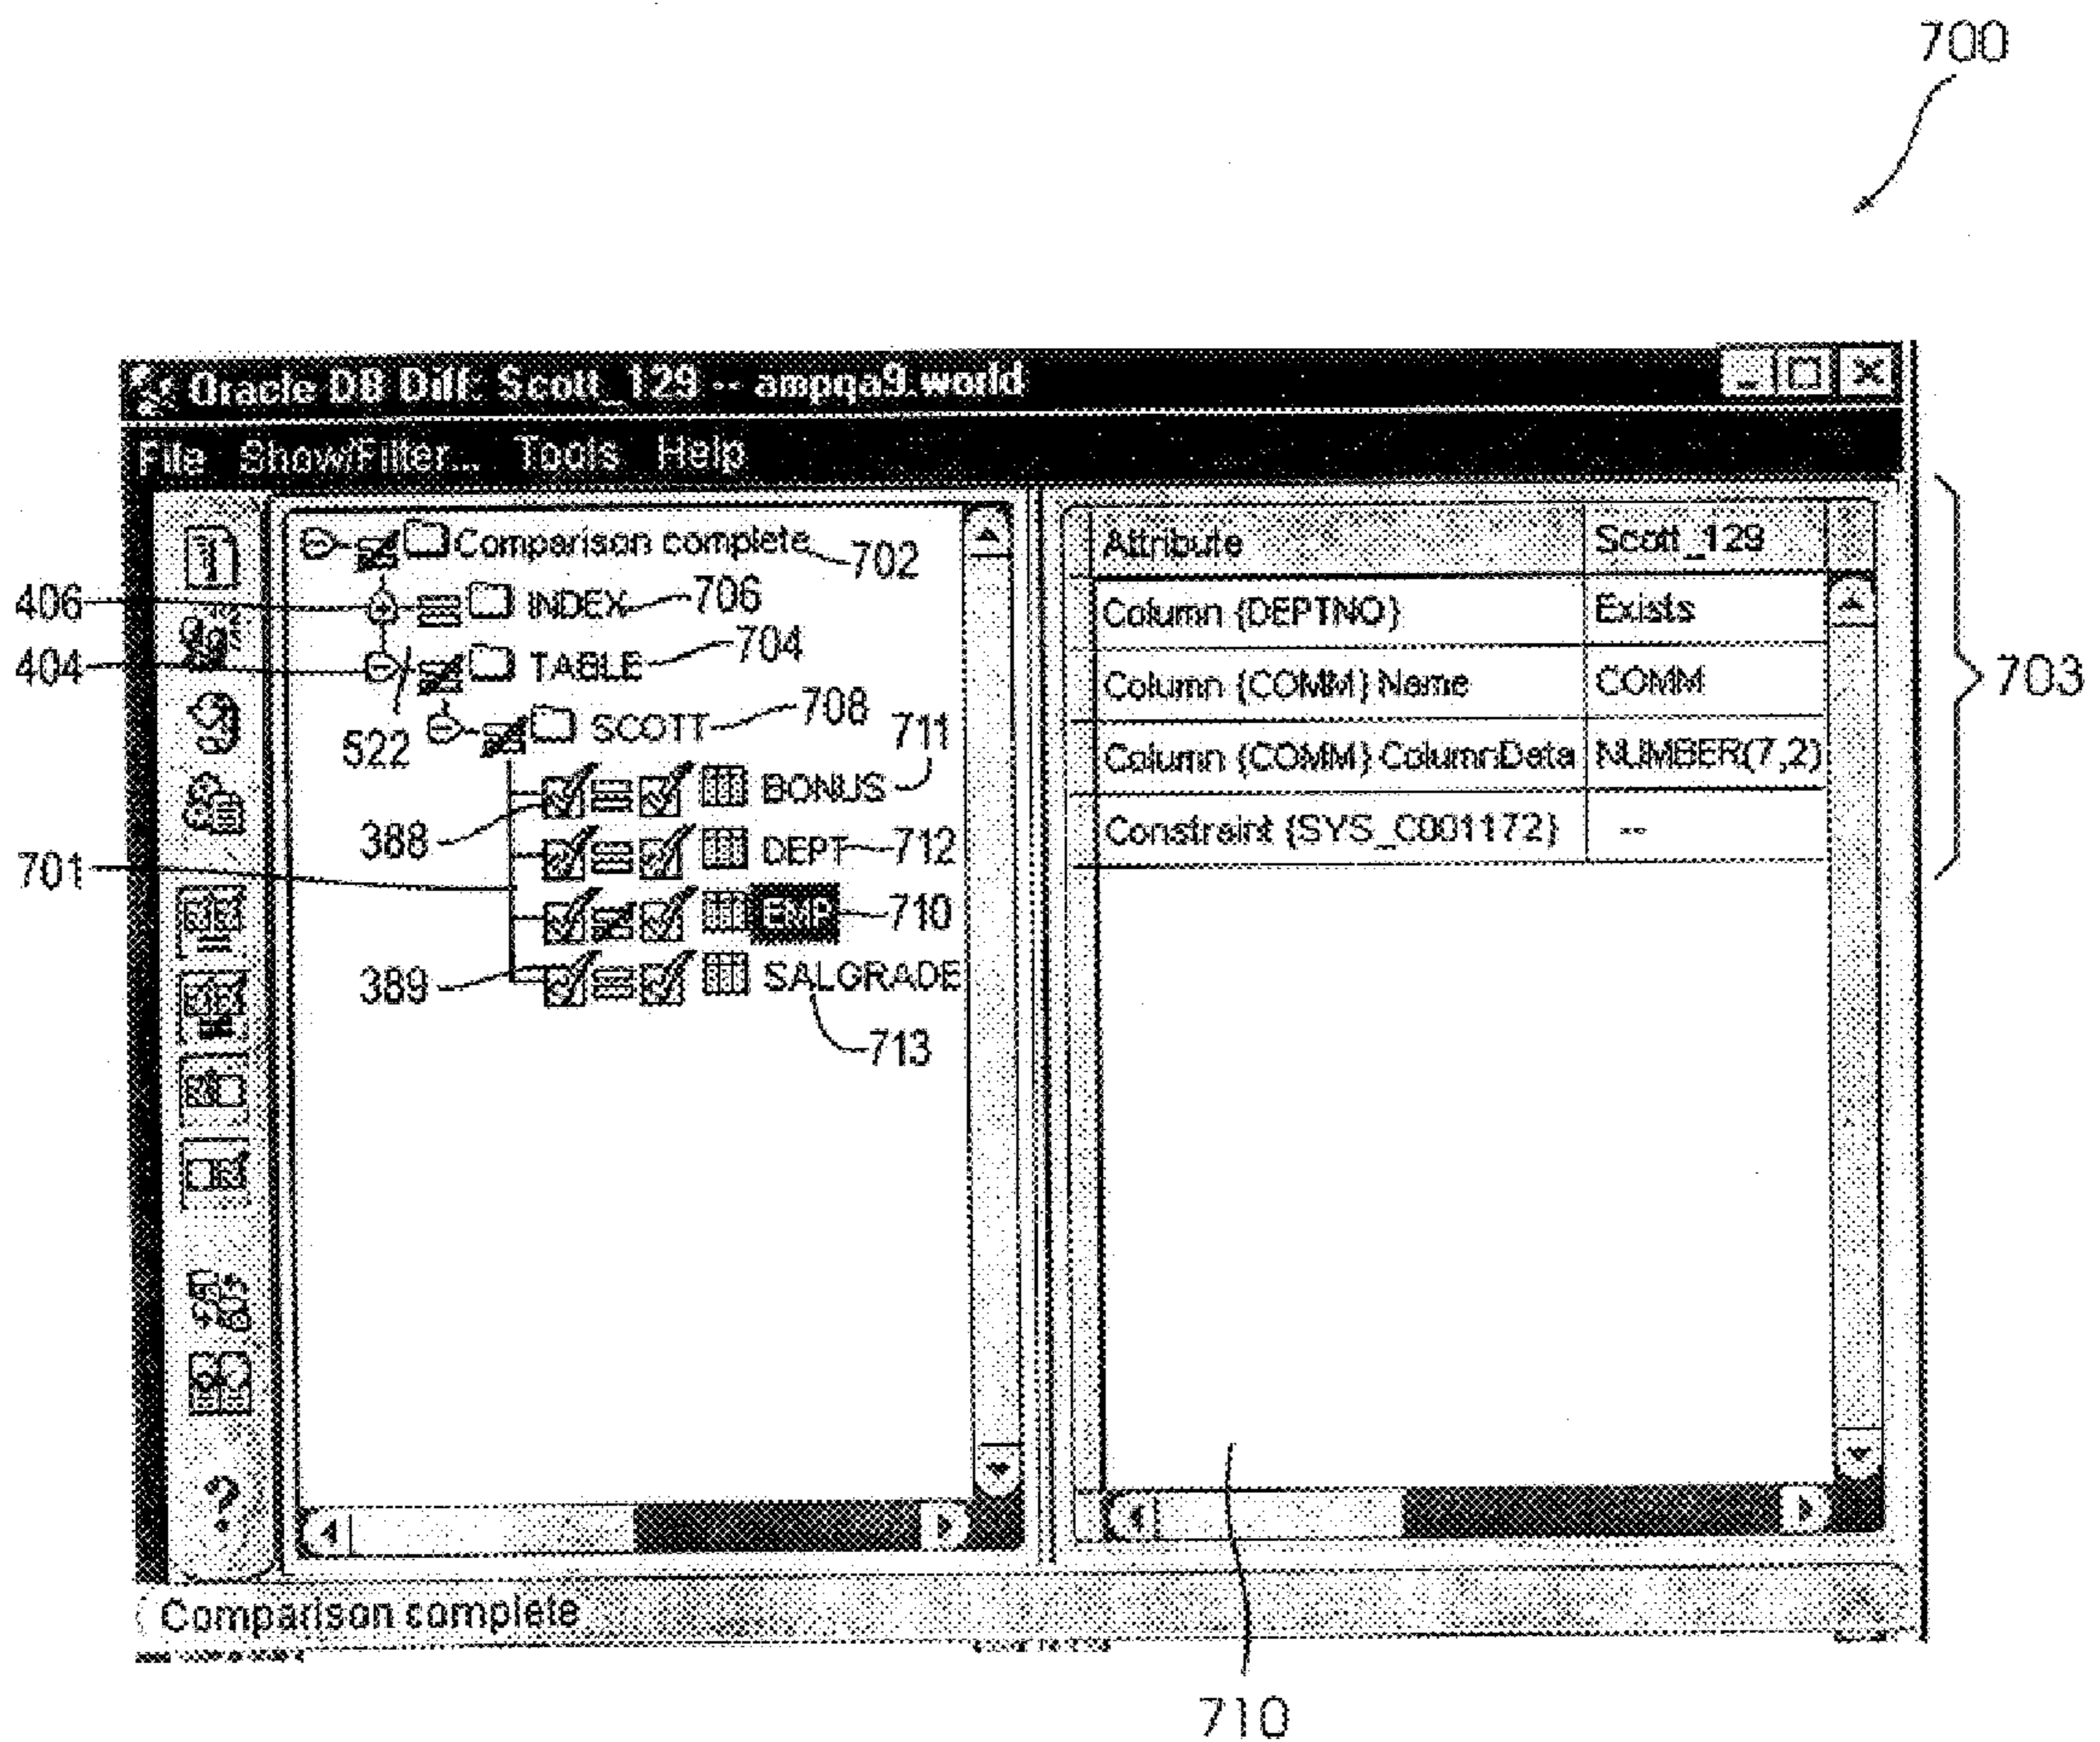 700
Oracle DB Diff: Scott_129 -- ampqa9.world
File Show/Filter... Tools Help
Comparison complete 702
406 INDEX 706
404 TABLE 704
522 SCOTT 708
388 BONUS 711
701 DEPT 712
EMP 710
389 SALGRADE
713
Attribute Scott_129
Column {DEPTNO} Exists
Column {COMM} Name COMM
Column {COMM} ColumnData NUMBER(7,2)
Constraint {SYS_C001172} --
703
?
Comparison complete
710